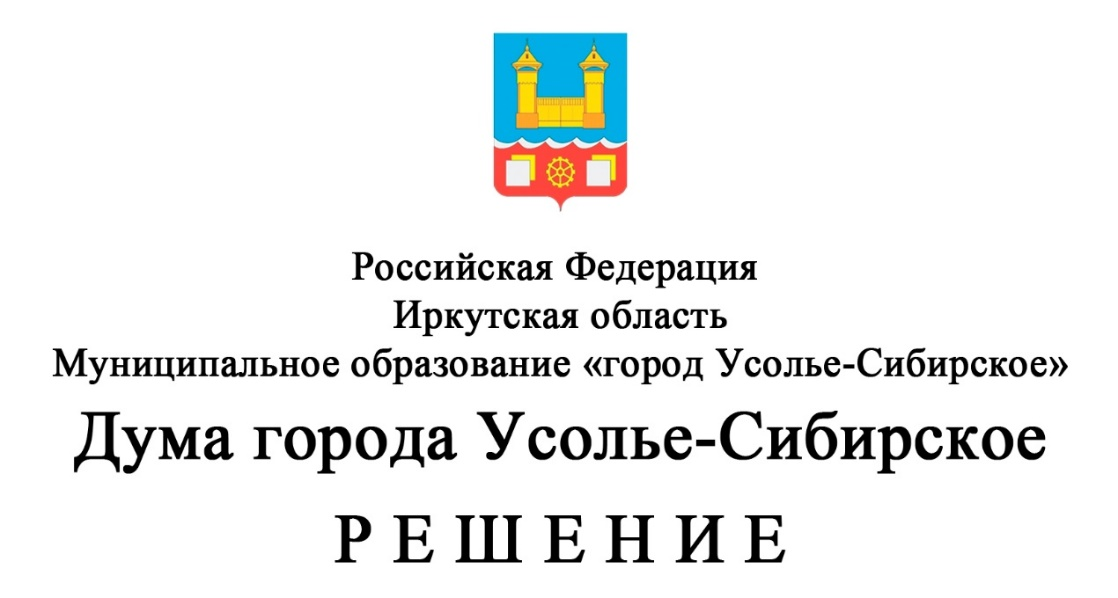 Российская Федерация
Иркутская область
Муниципальное образование «город Усолье-Сибирское»
Дума города Усолье-Сибирское
Р Е Ш Е Н И Е